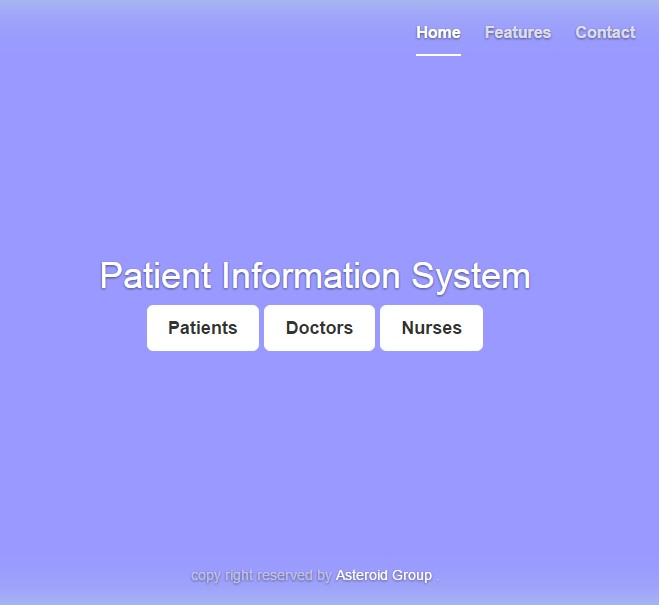 Home Features Contact
Patient Information System
Patients Doctors Nurses
copy right reserved by Asteroid Group .